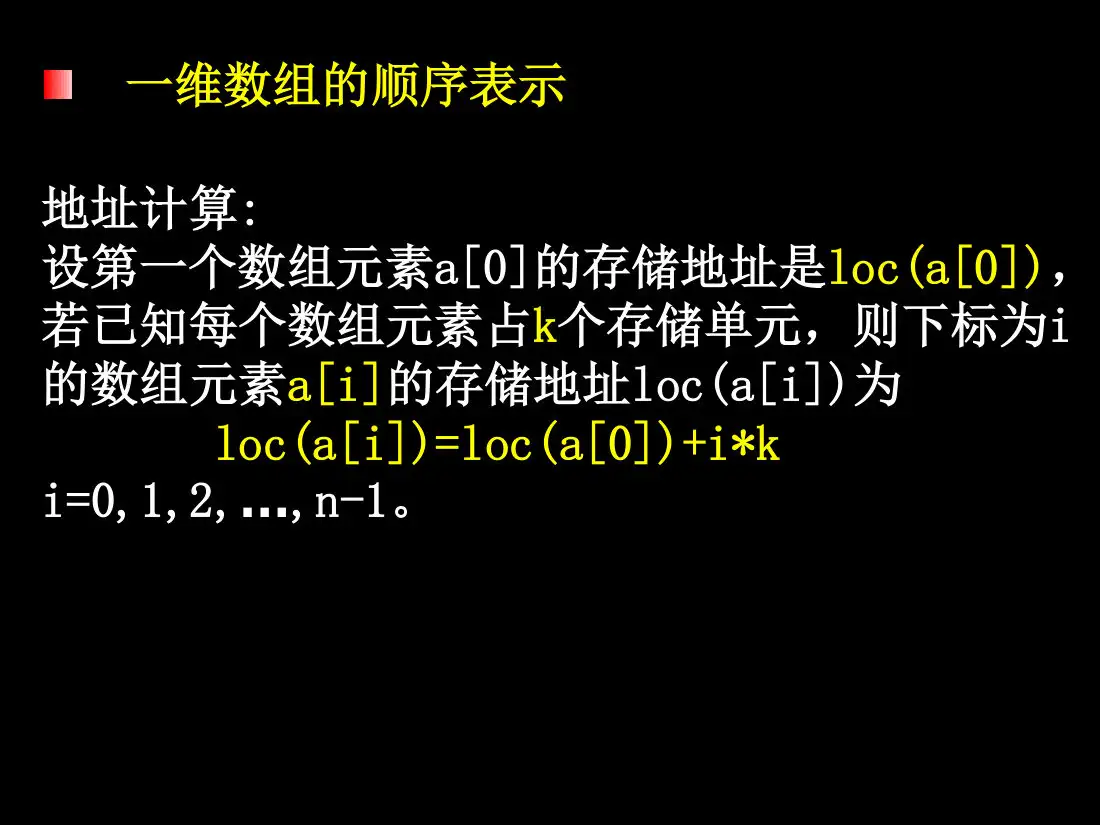 一维数组的顺序表示
地址计算:
设第一个数组元素a[0]的存储地址是loc(a[0]),
若已知每个数组元素占k个存储单元，则下标为i
的数组元素a[i]的存储地址loc(a[i])为
loc(a[i])=loc(a[0])+i*k
i=0,1,2,…,n-1。